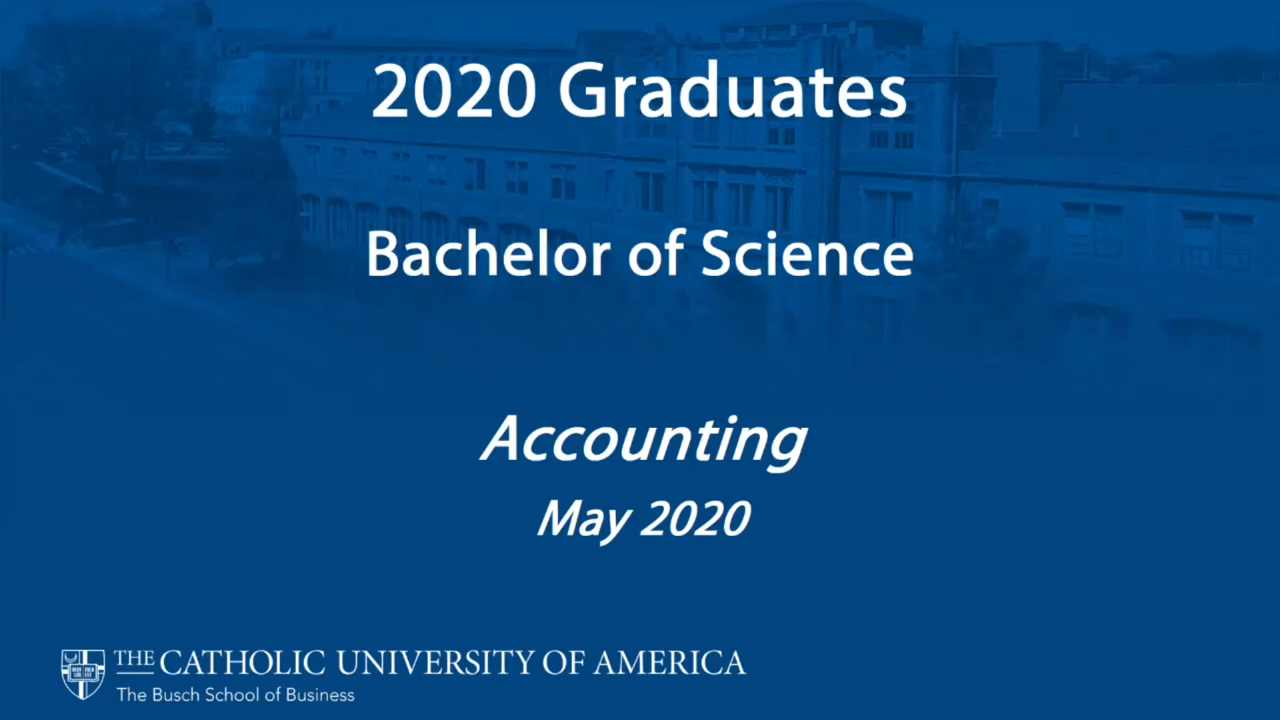 2020 Graduates
Bachelor of Science
Accounting
May 2020
THE CATHOLIC UNIVERSITY OF AMERICA
The Busch School of Business